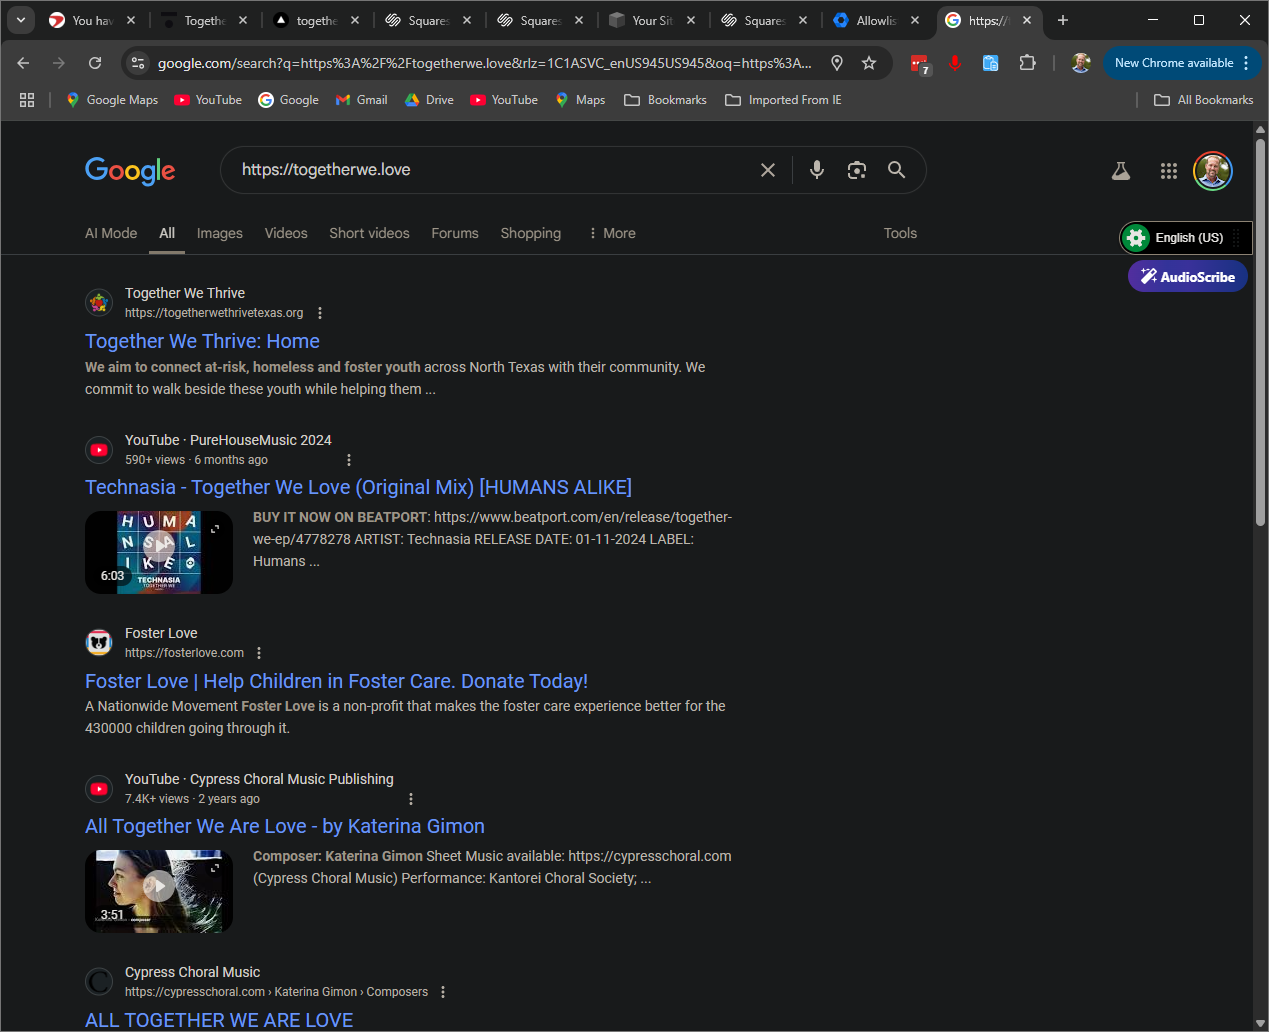 You hav
Togethe
togethe
Squares
Squares
Your Sit
Squares
Allowlis
https://t
google.com/search?q=https%3A%2F%2Ftogetherwe.love&rlz=1C1ASVC_enUS945US945&oq=https%3A...
7
New Chrome available
Google Maps
YouTube
Google
Gmail
Drive
YouTube
Maps
Bookmarks
Imported From IE
All Bookmarks
Google
https://togetherwe.love
AI Mode
All
Images
Videos
Short videos
Forums
Shopping
More
Tools
English (US)
AudioScribe
Together We Thrive
https://togetherwethrivetexas.org
Together We Thrive: Home
We aim to connect at-risk, homeless and foster youth across North Texas with their community. We
commit to walk beside these youth while helping them ...
YouTube · PureHouseMusic 2024
590+ views · 6 months ago
Technasia - Together We Love (Original Mix) [HUMANS ALIKE]
HUMA
NSAL
IKE
6:03
TECHNASIA
TOGETHER WE
BUY IT NOW ON BEATPORT: https://www.beatport.com/en/release/together-
we-ep/4778278 ARTIST: Technasia RELEASE DATE: 01-11-2024 LABEL:
Humans ...
Foster Love
https://fosterlove.com
Foster Love | Help Children in Foster Care. Donate Today!
A Nationwide Movement Foster Love is a non-profit that makes the foster care experience better for the
430000 children going through it.
YouTube · Cypress Choral Music Publishing
7.4K+ views · 2 years ago
All Together We Are Love - by Katerina Gimon
3:51
composer
Composer: Katerina Gimon Sheet Music available: https://cypresschoral.com
(Cypress Choral Music) Performance: Kantorei Choral Society; ...
Cypress Choral Music
https://cypresschoral.com › Katerina Gimon › Composers
ALL TOGETHER WE ARE LOVE